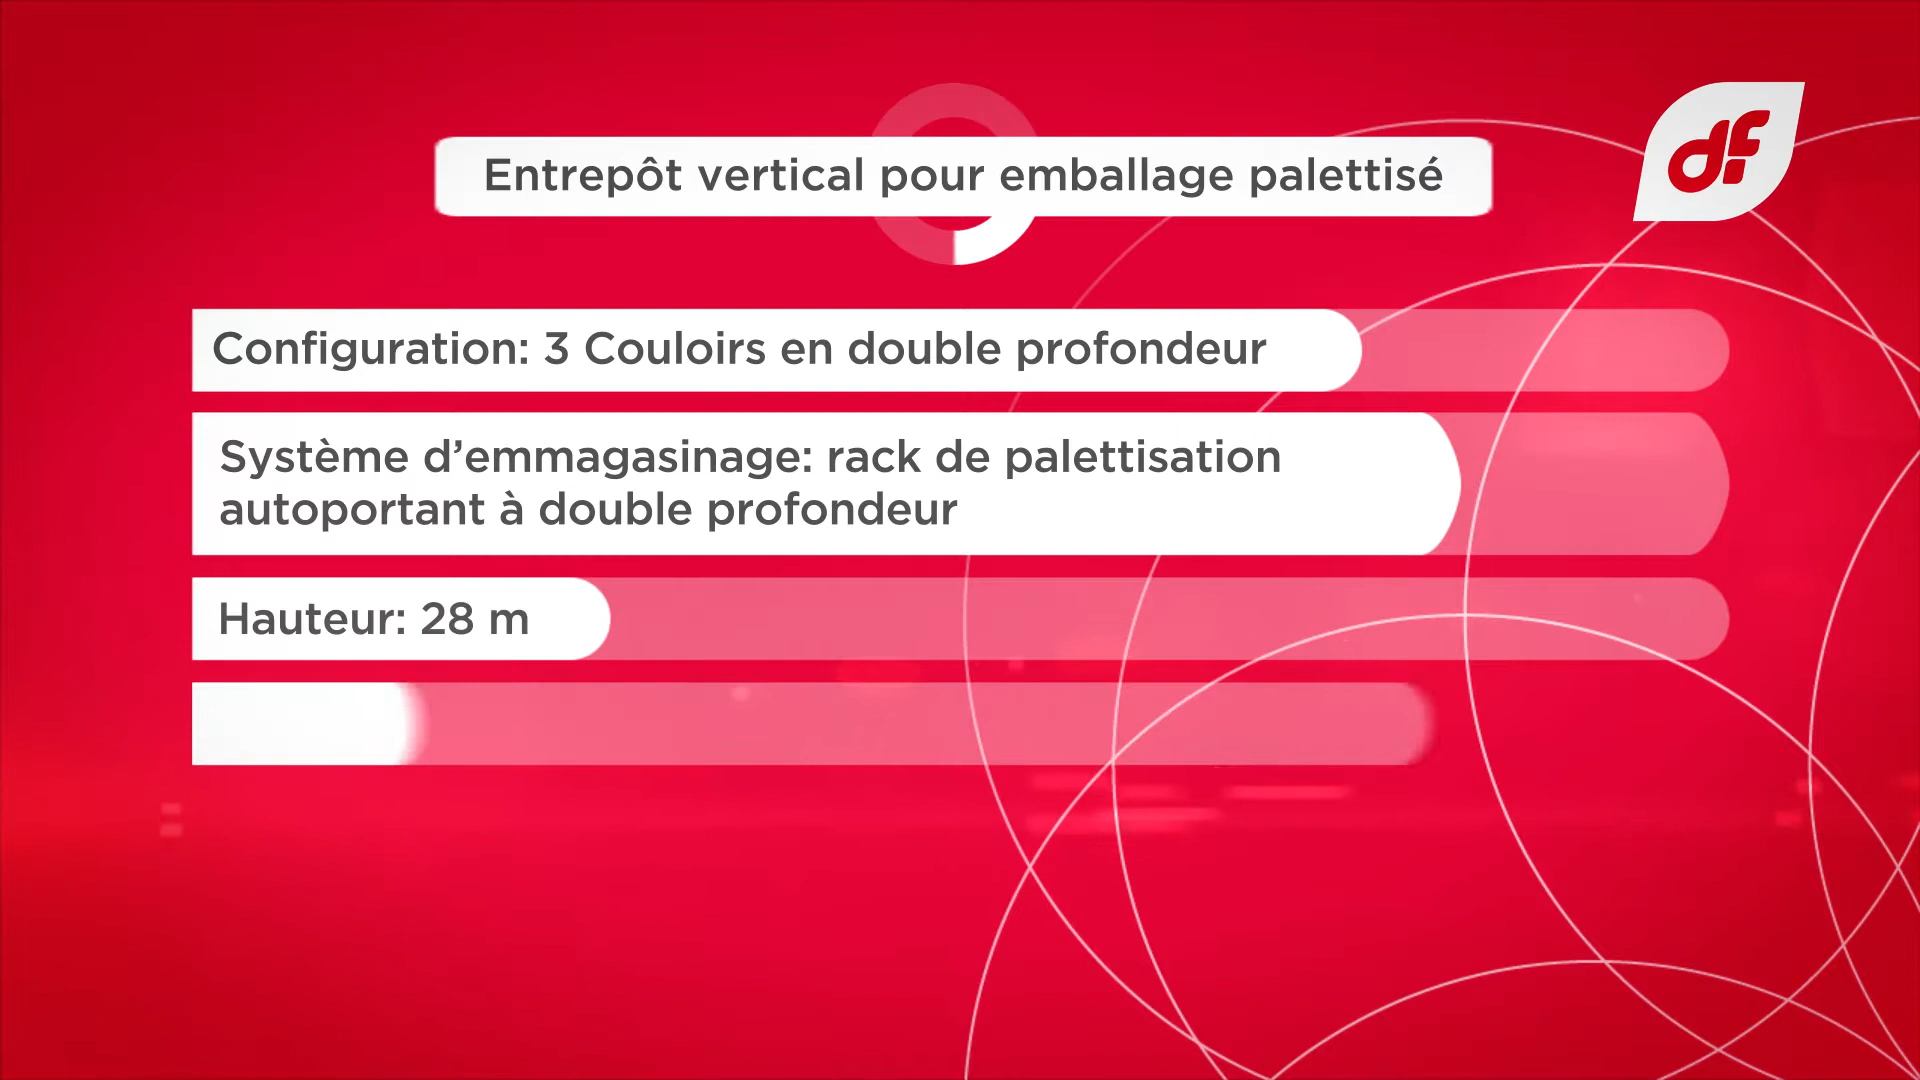 df
Entrepôt vertical pour emballage palettisé
Configuration: 3 Couloirs en double profondeur
Système d’emmagasinage: rack de palettisation
autoportant à double profondeur
Hauteur: 28 m